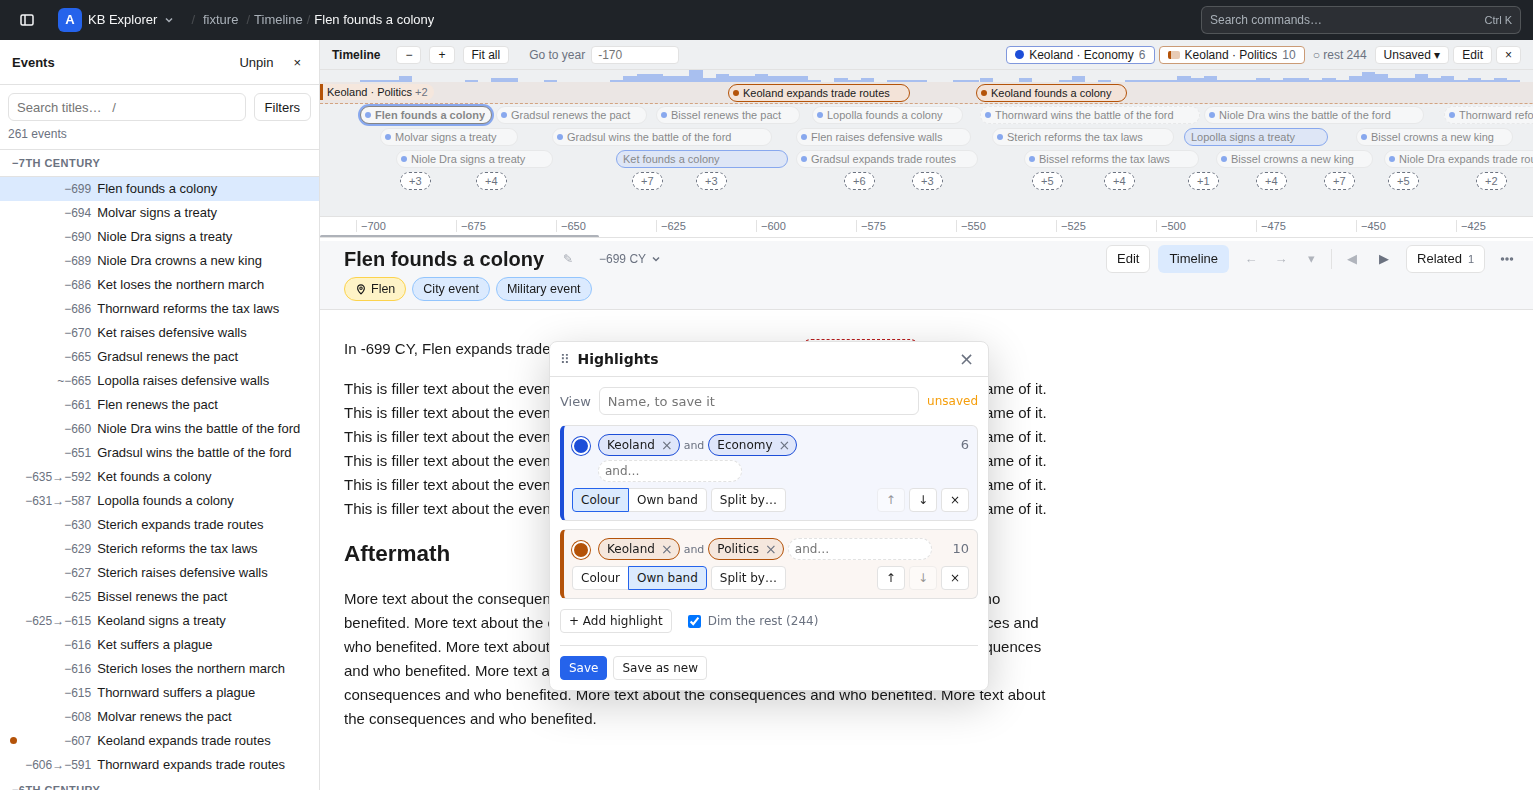 A KB Explorer / fixture / Timeline / Flen founds a colony Search commands… Ctrl K
Events Unpin ×
Search titles… / Filters
261 events
−7TH CENTURY
−699 Flen founds a colony
−694 Molvar signs a treaty
−690 Niole Dra signs a treaty
−689 Niole Dra crowns a new king
−686 Ket loses the northern march
−686 Thornward reforms the tax laws
−670 Ket raises defensive walls
−665 Gradsul renews the pact
~−665 Lopolla raises defensive walls
−661 Flen renews the pact
−660 Niole Dra wins the battle of the ford
−651 Gradsul wins the battle of the ford
−635→−592 Ket founds a colony
−631→−587 Lopolla founds a colony
−630 Sterich expands trade routes
−629 Sterich reforms the tax laws
−627 Sterich raises defensive walls
−625 Bissel renews the pact
−625→−615 Keoland signs a treaty
−616 Ket suffers a plague
−616 Sterich loses the northern march
−615 Thornward suffers a plague
−608 Molvar renews the pact
−607 Keoland expands trade routes
−606→−591 Thornward expands trade routes
−6TH CENTURY
Timeline − + Fit all Go to year -170 Keoland · Economy 6 Keoland · Politics 10 ○ rest 244 Unsaved ▾ Edit ×
Keoland · Politics +2 Keoland expands trade routes Keoland founds a colony
Flen founds a colony Gradsul renews the pact Bissel renews the pact Lopolla founds a colony Thornward wins the battle of the ford Niole Dra wins the battle of the ford Thornward refo
Molvar signs a treaty Gradsul wins the battle of the ford Flen raises defensive walls Sterich reforms the tax laws Lopolla signs a treaty Bissel crowns a new king
Niole Dra signs a treaty Ket founds a colony Gradsul expands trade routes Bissel reforms the tax laws Bissel crowns a new king Niole Dra expands trade rou
+3 +4 +7 +3 +6 +3 +5 +4 +1 +4 +7 +5 +2
−700 −675 −650 −625 −600 −575 −550 −525 −500 −475 −450 −425
Flen founds a colony ✎ −699 CY Edit Timeline ← → ▾ ◀ ▶ Related 1 •••
Flen City event Military event
In -699 CY, Flen expands trade
This is filler text about the even ame of it.
This is filler text about the even ame of it.
This is filler text about the even ame of it.
This is filler text about the even ame of it.
This is filler text about the even ame of it.
This is filler text about the even ame of it.
Aftermath
More text about the consequen ho
benefited. More text about the ces and
who benefited. More text about quences
and who benefited. More text a
consequences and who benefited. More text about the consequences and who benefited. More text about
the consequences and who benefited.
Highlights ×
View Name, to save it unsaved
Keoland × and Economy × 6
and…
Colour Own band Split by… ↑ ↓ ×
Keoland × and Politics × and… 10
Colour Own band Split by… ↑ ↓ ×
+ Add highlight Dim the rest (244)
Save Save as new